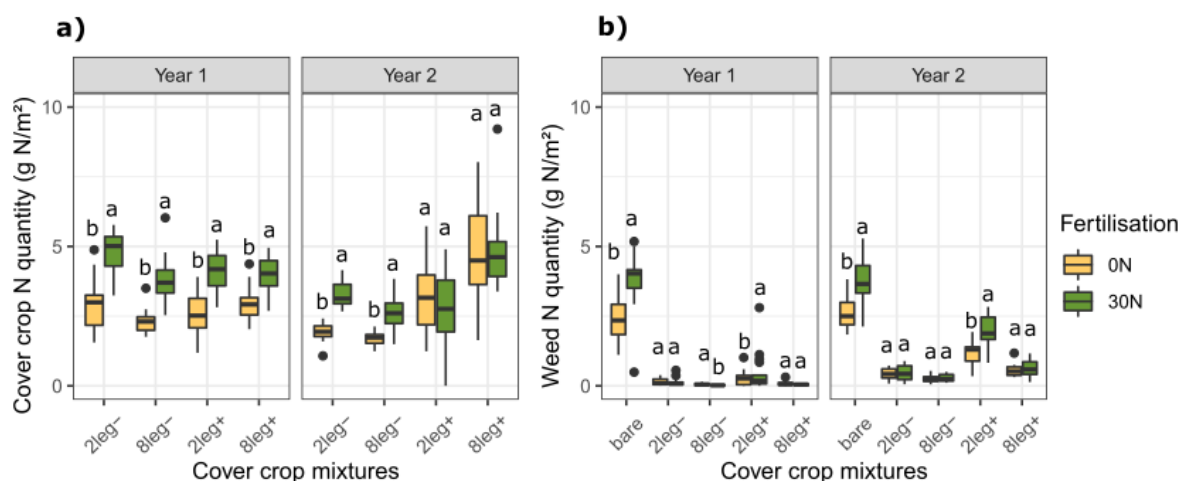 a)
Year 1
Year 2
Cover crop N quantity (g N/m²)
10
5
0
b a b a b a b a
b a b a a a a a
2leg− 8leg− 2leg+ 8leg+
2leg− 8leg− 2leg+ 8leg+
Cover crop mixtures
b)
Year 1
Year 2
Weed N quantity (g N/m²)
10
5
0
b a a a a b b a a a
b a a a a a b a a a
bare 2leg− 8leg− 2leg+ 8leg+
bare 2leg− 8leg− 2leg+ 8leg+
Cover crop mixtures
Fertilisation
0N
30N